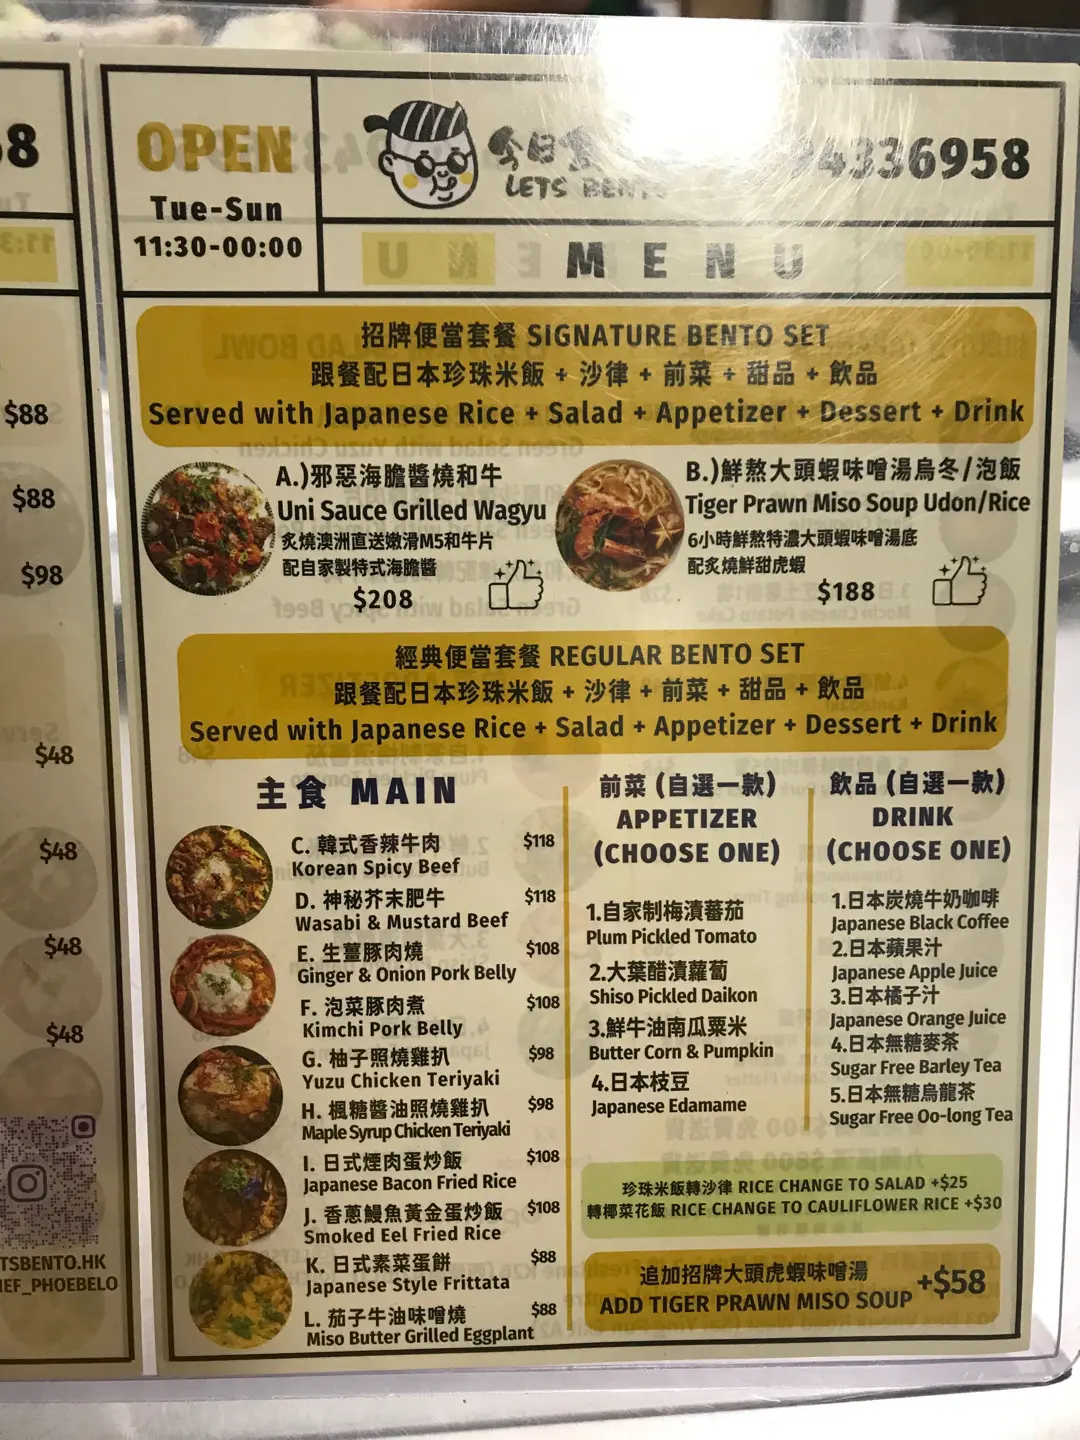 8
$88
$88
$98
$48
$48
$48
$48
TSBENTO.HK
EF_PHOEBELO
OPEN
Tue-Sun
11:30-00:00
今日
LETS BENTO
94336958
MENU
招牌便當套餐 SIGNATURE BENTO SET
跟餐配日本珍珠米飯 + 沙律 + 前菜 + 甜品 + 飲品
Served with Japanese Rice + Salad + Appetizer + Dessert + Drink
A.)邪惡海膽醬燒和牛
Uni Sauce Grilled Wagyu
炙燒澳洲直送嫩滑M5和牛片
配自家製特式海膽醬
$208
B.)鮮熬大頭蝦味噌湯烏冬/泡飯
Tiger Prawn Miso Soup Udon/Rice
6小時鮮熬特濃大頭蝦味噌湯底
配炙燒鮮甜虎蝦
$188
經典便當套餐 REGULAR BENTO SET
跟餐配日本珍珠米飯 + 沙律 + 前菜 + 甜品 + 飲品
Served with Japanese Rice + Salad + Appetizer + Dessert + Drink
主食 MAIN
C. 韓式香辣牛肉 $118
Korean Spicy Beef
D. 神秘芥末肥牛 $118
Wasabi & Mustard Beef
E. 生薑豚肉燒 $108
Ginger & Onion Pork Belly
F. 泡菜豚肉煮 $108
Kimchi Pork Belly
G. 柚子照燒雞扒 $98
Yuzu Chicken Teriyaki
H. 楓糖醬油照燒雞扒 $98
Maple Syrup Chicken Teriyaki
I. 日式煙肉蛋炒飯 $108
Japanese Bacon Fried Rice
J. 香蔥鰻魚黃金蛋炒飯 $108
Smoked Eel Fried Rice
K. 日式素菜蛋餅 $88
Japanese Style Frittata
L. 茄子牛油味噌燒 $88
Miso Butter Grilled Eggplant
前菜 (自選一款)
APPETIZER
(CHOOSE ONE)
1.自家制梅漬蕃茄
Plum Pickled Tomato
2.大葉醋漬蘿蔔
Shiso Pickled Daikon
3.鮮牛油南瓜粟米
Butter Corn & Pumpkin
4.日本枝豆
Japanese Edamame
飲品 (自選一款)
DRINK
(CHOOSE ONE)
1.日本炭燒牛奶咖啡
Japanese Black Coffee
2.日本蘋果汁
Japanese Apple Juice
3.日本橘子汁
Japanese Orange Juice
4.日本無糖麥茶
Sugar Free Barley Tea
5.日本無糖烏龍茶
Sugar Free Oo-long Tea
珍珠米飯轉沙律 RICE CHANGE TO SALAD +$25
轉椰菜花飯 RICE CHANGE TO CAULIFLOWER RICE +$30
追加招牌大頭虎蝦味噌湯
ADD TIGER PRAWN MISO SOUP +$58